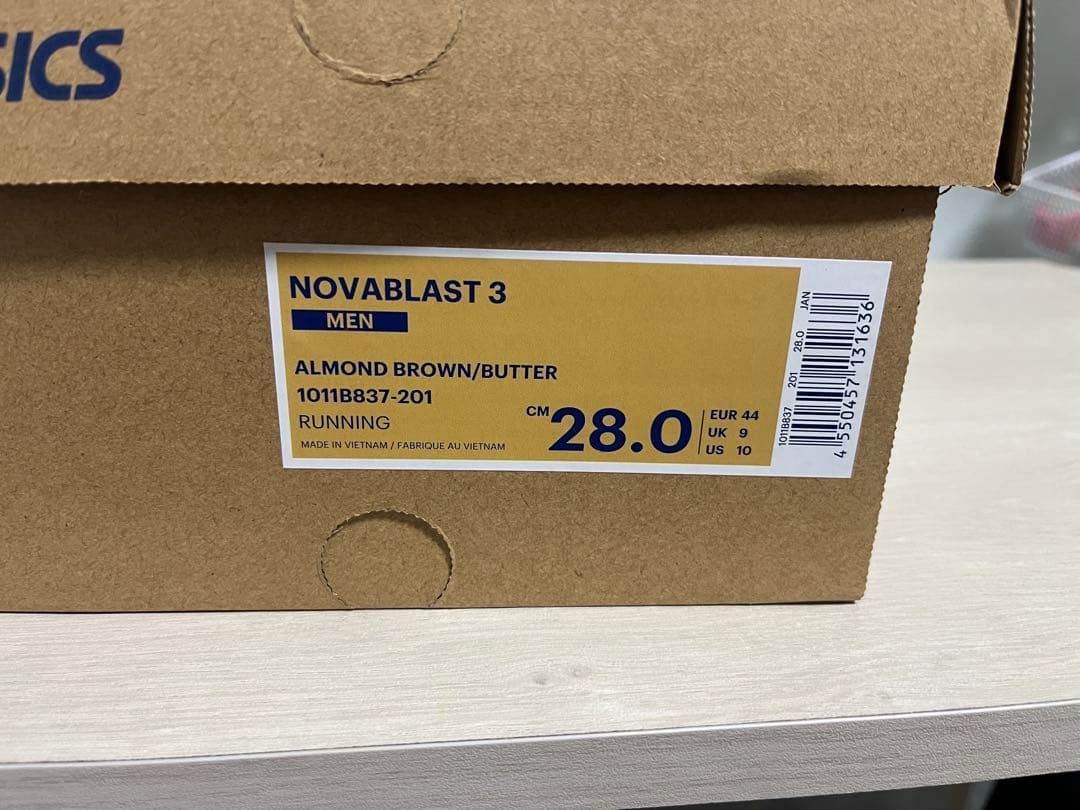 SICS
NOVABLAST 3
MEN
ALMOND BROWN/BUTTER
1011B837-201
RUNNING
MADE IN VIETNAM / FABRIQUE AU VIETNAM
CM 28.0
EUR 44
UK 9
US 10
1011B837 201 28.0 JAN
4 550457 131636